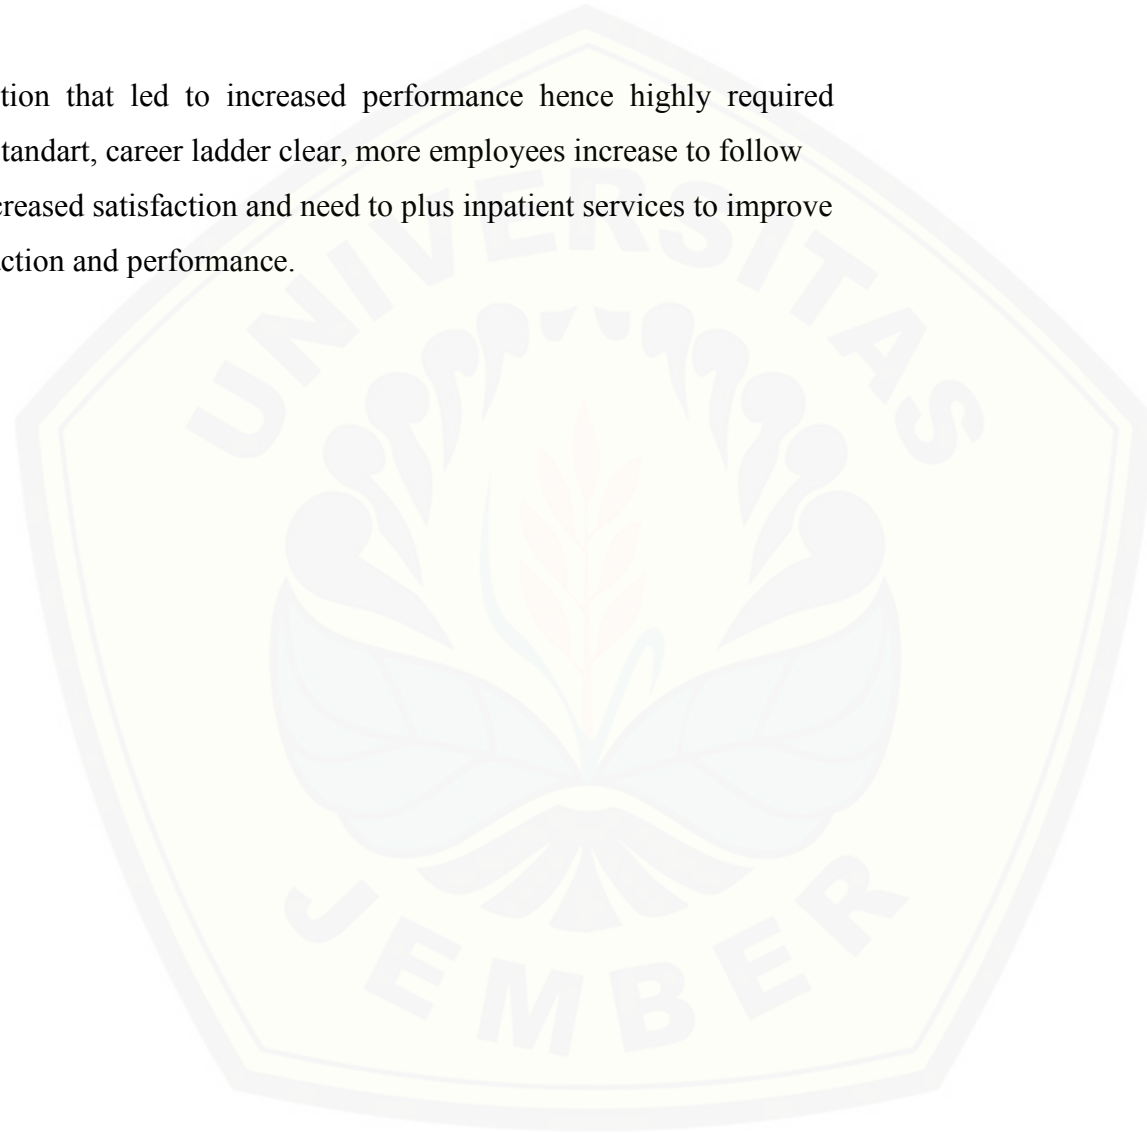 tion that led to increased performance hence highly required
tandart, career ladder clear, more employees increase to follow
creased satisfaction and need to plus inpatient services to improve
ction and performance.
UNIVERSITAS
JEMBER